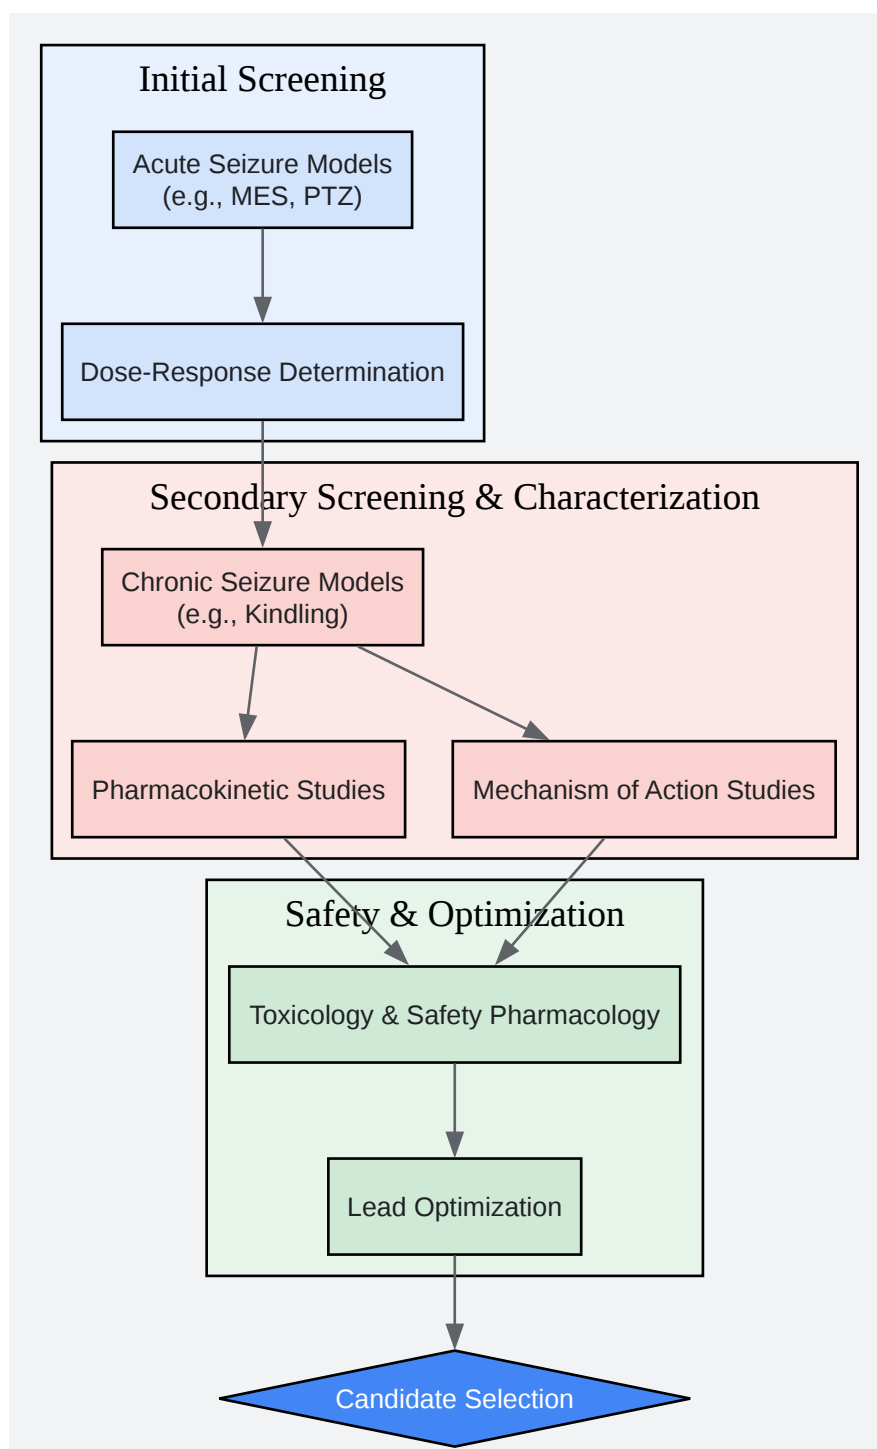 Initial Screening
Acute Seizure Models
(e.g., MES, PTZ)
Dose-Response Determination
Secondary Screening & Characterization
Chronic Seizure Models
(e.g., Kindling)
Pharmacokinetic Studies
Mechanism of Action Studies
Safety & Optimization
Toxicology & Safety Pharmacology
Lead Optimization
Candidate Selection